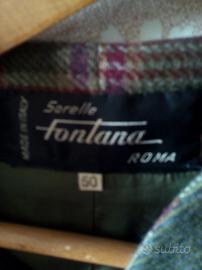 Sorelle
Fontana
ROMA
MADE IN ITALY
50
subito